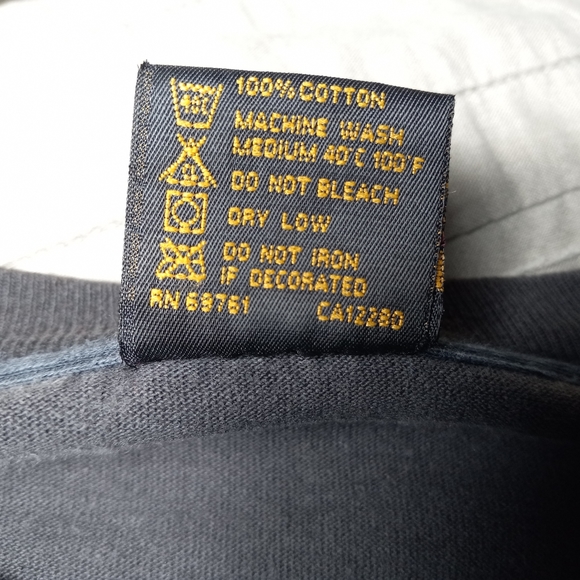 100% COTTON
MACHINE WASH
MEDIUM 40°C 100°F
DO NOT BLEACH
DRY LOW
DO NOT IRON
IF DECORATED
RN 68761 CA12280